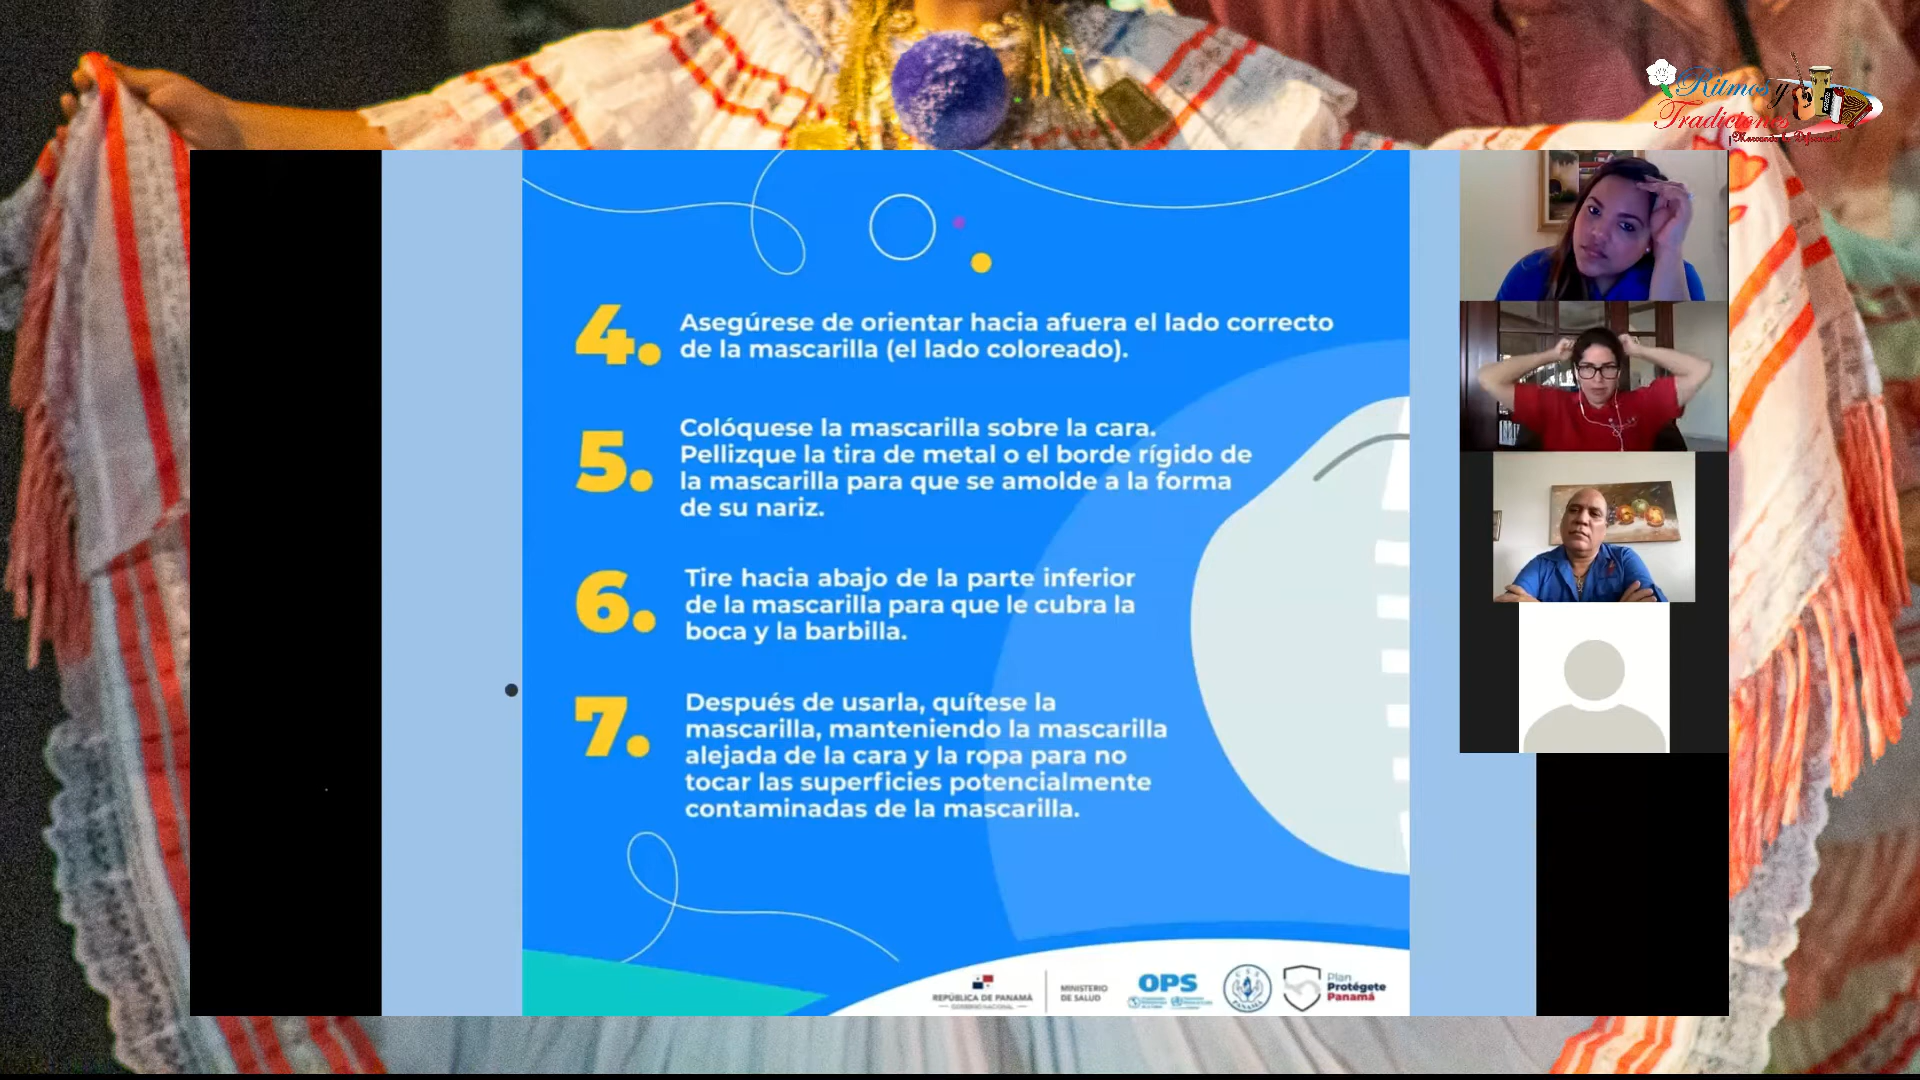 Ritmos y
Tradiciones
4. Asegúrese de orientar hacia afuera el lado correcto
de la mascarilla (el lado coloreado).
5. Colóquese la mascarilla sobre la cara.
Pellizque la tira de metal o el borde rígido de
la mascarilla para que se amolde a la forma
de su nariz.
6. Tire hacia abajo de la parte inferior
de la mascarilla para que le cubra la
boca y la barbilla.
7. Después de usarla, quítese la
mascarilla, manteniendo la mascarilla
alejada de la cara y la ropa para no
tocar las superficies potencialmente
contaminadas de la mascarilla.
REPÚBLICA DE PANAMÁ
GOBIERNO NACIONAL
MINISTERIO
DE SALUD
OPS
Plan
Protégete
Panamá